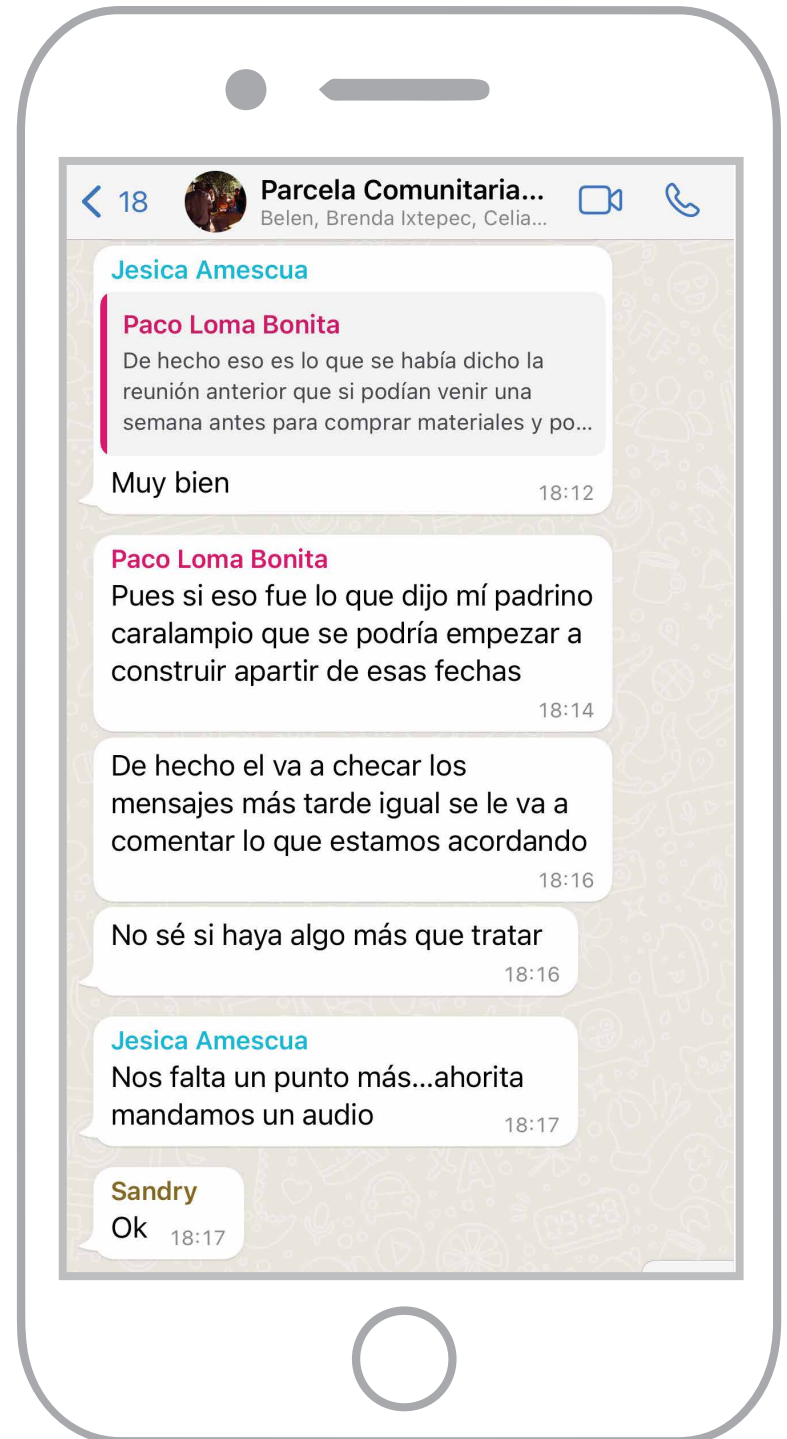 18
Parcela Comunitaria...
Belen, Brenda Ixtepec, Celia...
Jesica Amescua
Paco Loma Bonita
De hecho eso es lo que se había dicho la
reunión anterior que si podían venir una
semana antes para comprar materiales y po...
Muy bien
18:12
Paco Loma Bonita
Pues si eso fue lo que dijo mí padrino
caralampio que se podría empezar a
construir apartir de esas fechas
18:14
De hecho el va a checar los
mensajes más tarde igual se le va a
comentar lo que estamos acordando
18:16
No sé si haya algo más que tratar
18:16
Jesica Amescua
Nos falta un punto más...ahorita
mandamos un audio
18:17
Sandry
Ok
18:17